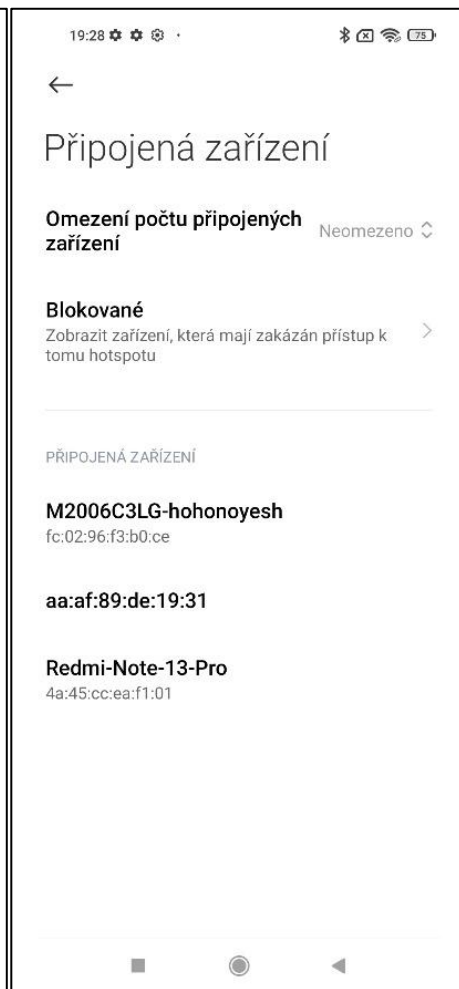 19:28
75
Připojená zařízení
Omezení počtu připojených
zařízení
Neomezeno
Blokované
Zobrazit zařízení, která mají zakázán přístup k
tomu hotspotu
PŘIPOJENÁ ZAŘÍZENÍ
M2006C3LG-hohonoyesh
fc:02:96:f3:b0:ce
aa:af:89:de:19:31
Redmi-Note-13-Pro
4a:45:cc:ea:f1:01